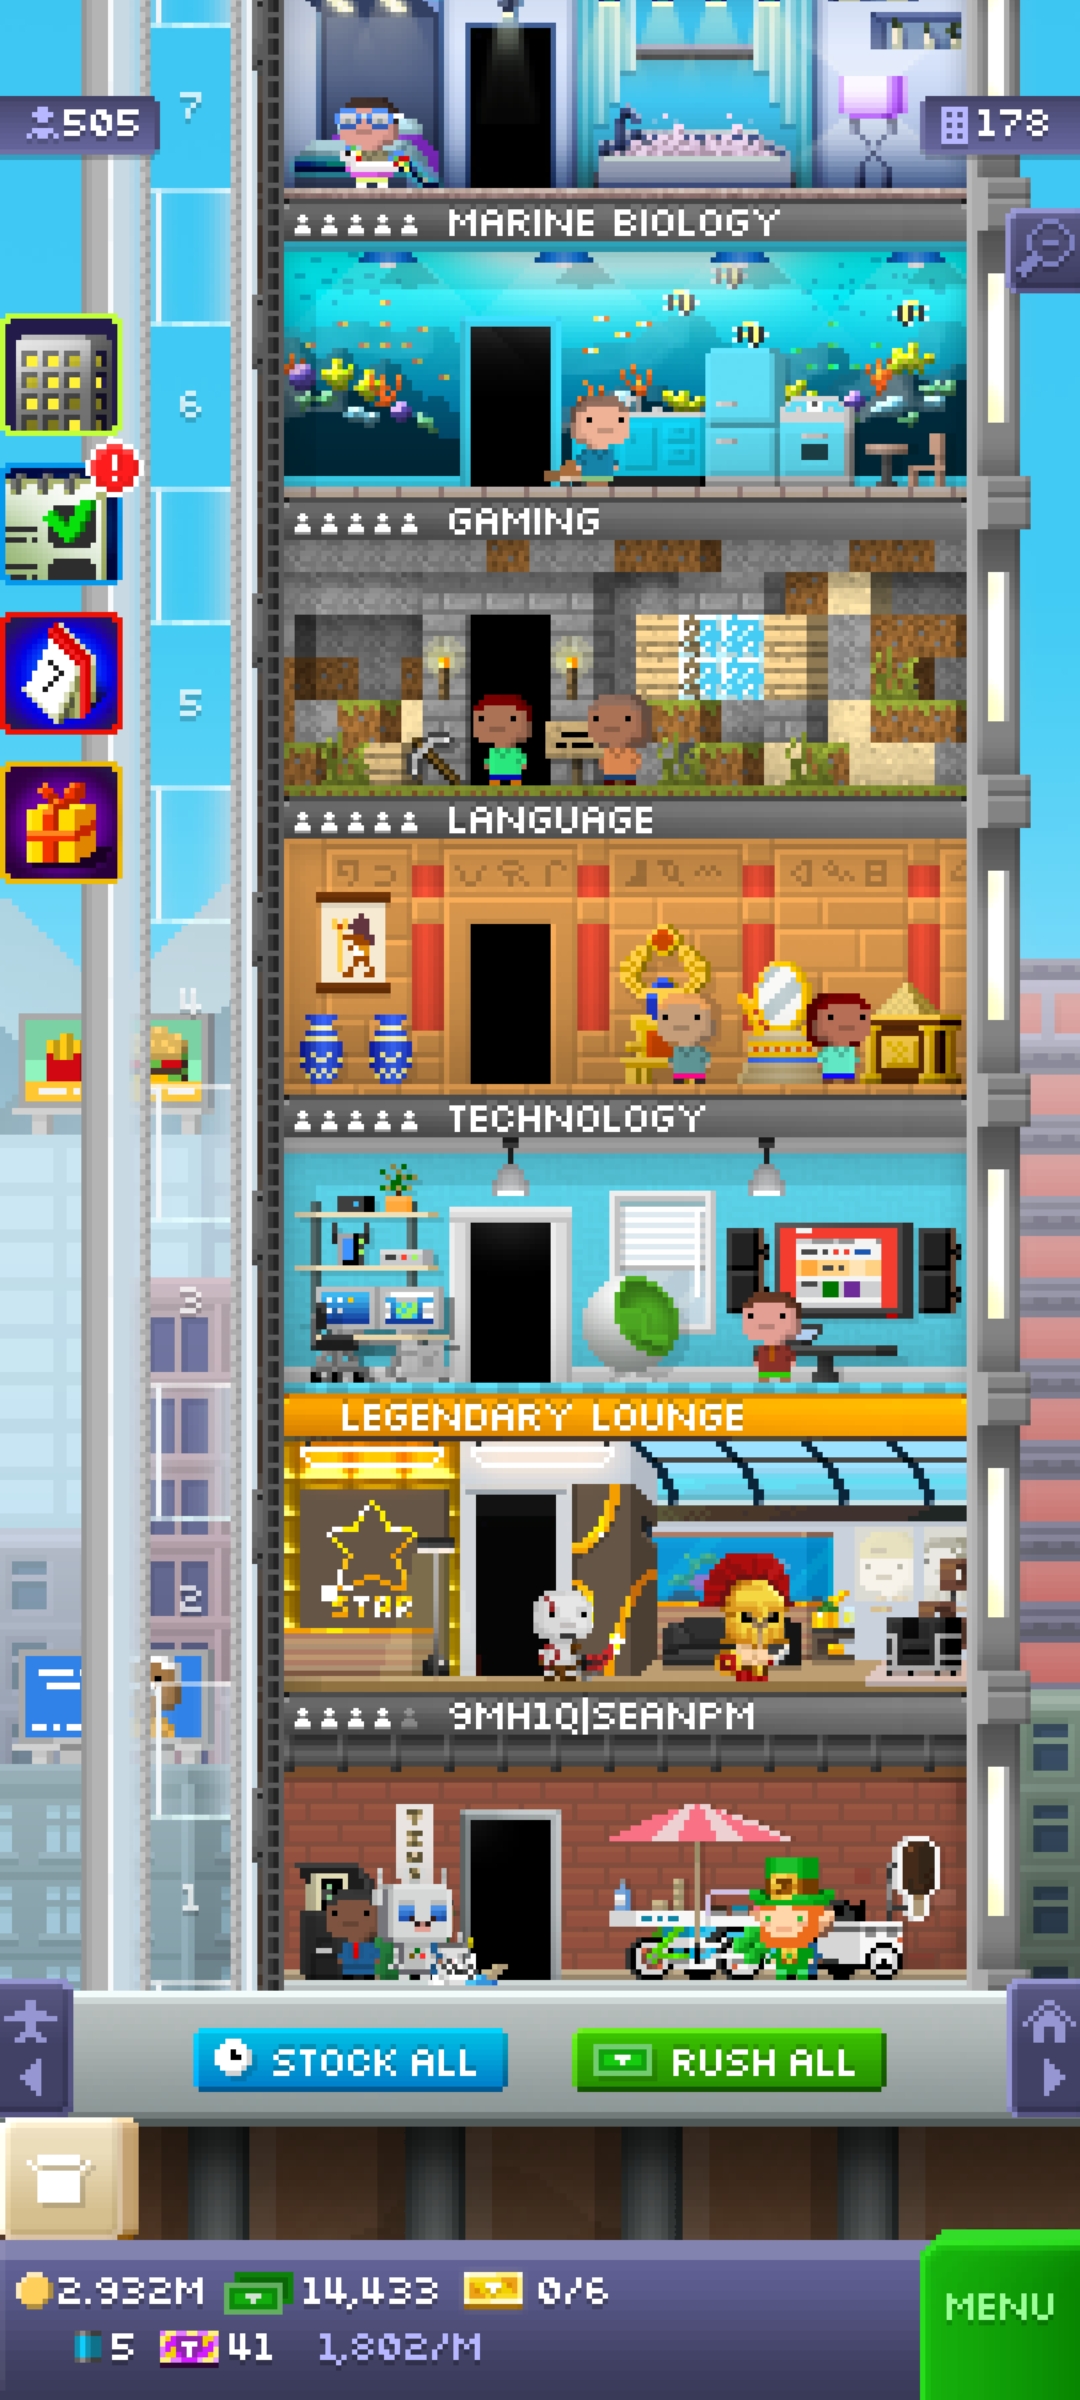 7
505
178
MARINE BIOLOGY
6
GAMING
7
5
LANGUAGE
4
TECHNOLOGY
3
LEGENDARY LOUNGE
STAR
2
9MH1Q|SEANPM
1
STOCK ALL
RUSH ALL
2.932M 14,433 0/6
5 41 1,802/M
MENU